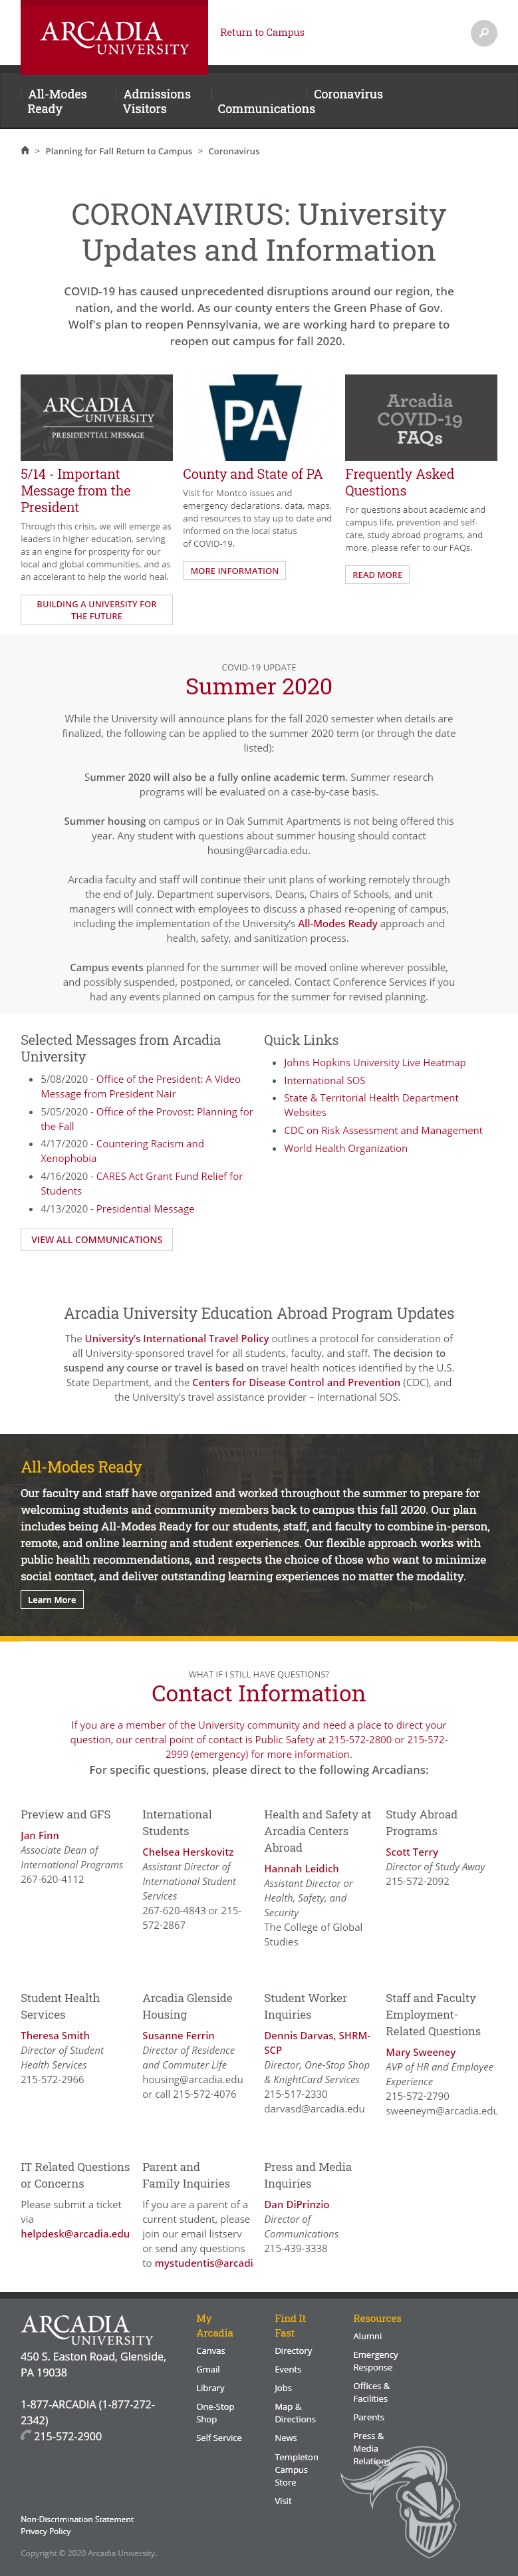 ARCADIA
UNIVERSITY
Return to Campus
All-Modes
Ready
Admissions
Visitors
Communications
Coronavirus
> Planning for Fall Return to Campus > Coronavirus
CORONAVIRUS: University
Updates and Information
COVID-19 has caused unprecedented disruptions around our region, the
nation, and the world. As our county enters the Green Phase of Gov.
Wolf's plan to reopen Pennsylvania, we are working hard to prepare to
reopen out campus for fall 2020.
ARCADIA
UNIVERSITY
PRESIDENTIAL MESSAGE
5/14 - Important
Message from the
President
Through this crisis, we will emerge as
leaders in higher education, serving
as an engine for prosperity for our
local and global communities, and as
an accelerant to help the world heal.
BUILDING A UNIVERSITY FOR
THE FUTURE
PA
County and State of PA
Visit for Montco issues and
emergency declarations, data, maps,
and resources to stay up to date and
informed on the local status
of COVID-19.
MORE INFORMATION
Arcadia
COVID-19
FAQs
Frequently Asked
Questions
For questions about academic and
campus life, prevention and self-
care, study abroad programs, and
more, please refer to our FAQs.
READ MORE
COVID-19 UPDATE
Summer 2020
While the University will announce plans for the fall 2020 semester when details are
finalized, the following can be applied to the summer 2020 term (or through the date
listed):
Summer 2020 will also be a fully online academic term. Summer research
programs will be evaluated on a case-by-case basis.
Summer housing on campus or in Oak Summit Apartments is not being offered this
year. Any student with questions about summer housing should contact
housing@arcadia.edu.
Arcadia faculty and staff will continue their unit plans of working remotely through
the end of July. Department supervisors, Deans, Chairs of Schools, and unit
managers will connect with employees to discuss a phased re-opening of campus,
including the implementation of the University's All-Modes Ready approach and
health, safety, and sanitization process.
Campus events planned for the summer will be moved online wherever possible,
and possibly suspended, postponed, or canceled. Contact Conference Services if you
had any events planned on campus for the summer for revised planning.
Selected Messages from Arcadia
University
• 5/08/2020 - Office of the President: A Video
Message from President Nair
• 5/05/2020 - Office of the Provost: Planning for
the Fall
• 4/17/2020 - Countering Racism and
Xenophobia
• 4/16/2020 - CARES Act Grant Fund Relief for
Students
• 4/13/2020 - Presidential Message
VIEW ALL COMMUNICATIONS
Quick Links
• Johns Hopkins University Live Heatmap
• International SOS
• State & Territorial Health Department
Websites
• CDC on Risk Assessment and Management
• World Health Organization
Arcadia University Education Abroad Program Updates
The University's International Travel Policy outlines a protocol for consideration of
all University-sponsored travel for all students, faculty, and staff. The decision to
suspend any course or travel is based on travel health notices identified by the U.S.
State Department, and the Centers for Disease Control and Prevention (CDC), and
the University's travel assistance provider – International SOS.
All-Modes Ready
Our faculty and staff have organized and worked throughout the summer to prepare for
welcoming students and community members back to campus this fall 2020. Our plan
includes being All-Modes Ready for our students, staff, and faculty to combine in-person,
remote, and online learning and student experiences. Our flexible approach works with
public health recommendations, and respects the choice of those who want to minimize
social contact, and deliver outstanding learning experiences no matter the modality.
Learn More
WHAT IF I STILL HAVE QUESTIONS?
Contact Information
If you are a member of the University community and need a place to direct your
question, our central point of contact is Public Safety at 215-572-2800 or 215-572-
2999 (emergency) for more information.
For specific questions, please direct to the following Arcadians:
Preview and GFS
Jan Finn
Associate Dean of
International Programs
267-620-4112
International
Students
Chelsea Herskovitz
Assistant Director of
International Student
Services
267-620-4843 or 215-
572-2867
Health and Safety at
Arcadia Centers
Abroad
Hannah Leidich
Assistant Director or
Health, Safety, and
Security
The College of Global
Studies
Study Abroad
Programs
Scott Terry
Director of Study Away
215-572-2092
Student Health
Services
Theresa Smith
Director of Student
Health Services
215-572-2966
Arcadia Glenside
Housing
Susanne Ferrin
Director of Residence
and Commuter Life
housing@arcadia.edu
or call 215-572-4076
Student Worker
Inquiries
Dennis Darvas, SHRM-
SCP
Director, One-Stop Shop
& KnightCard Services
215-517-2330
darvasd@arcadia.edu
Staff and Faculty
Employment-
Related Questions
Mary Sweeney
AVP of HR and Employee
Experience
215-572-2790
sweeneym@arcadia.edu
IT Related Questions
or Concerns
Please submit a ticket
via
helpdesk@arcadia.edu
Parent and
Family Inquiries
If you are a parent of a
current student, please
join our email listserv
or send any questions
to mystudentis@arcadi
Press and Media
Inquiries
Dan DiPrinzio
Director of
Communications
215-439-3338
ARCADIA
UNIVERSITY
450 S. Easton Road, Glenside,
PA 19038
1-877-ARCADIA (1-877-272-
2342)
215-572-2900
My
Arcadia
Canvas
Gmail
Library
One-Stop
Shop
Self Service
Find It
Fast
Directory
Events
Jobs
Map &
Directions
News
Templeton
Campus
Store
Visit
Resources
Alumni
Emergency
Response
Offices &
Facilities
Parents
Press &
Media
Relations
Non-Discrimination Statement
Privacy Policy
Copyright © 2020 Arcadia University.